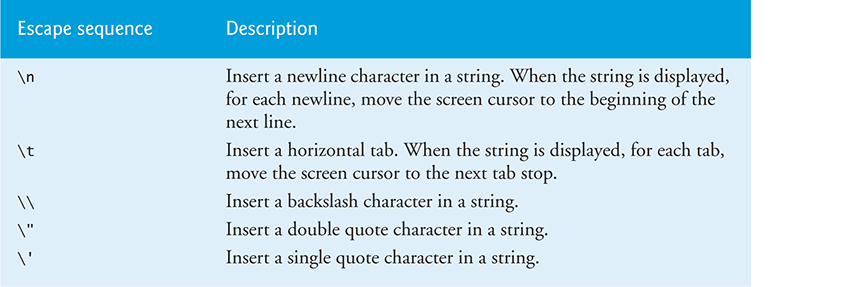 Escape sequence Description
\n Insert a newline character in a string. When the string is displayed,
for each newline, move the screen cursor to the beginning of the
next line.
\t Insert a horizontal tab. When the string is displayed, for each tab,
move the screen cursor to the next tab stop.
\\ Insert a backslash character in a string.
\" Insert a double quote character in a string.
\' Insert a single quote character in a string.